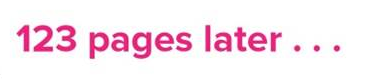 123 pages later . . .